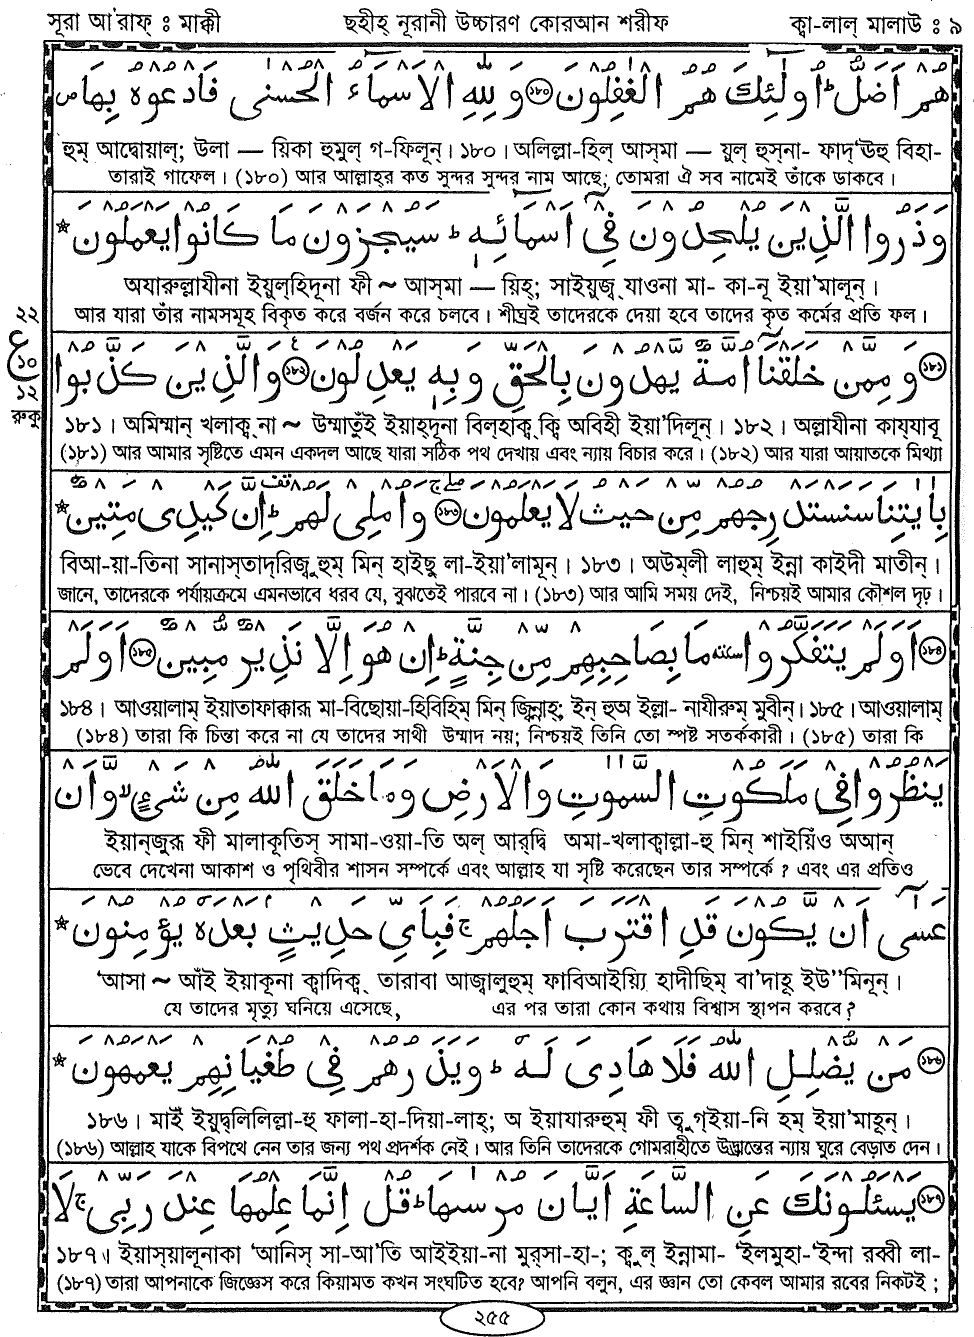 সূরা আ'রাফ্ : মাক্কী ছহীহ্ নূরানী উচ্চারণ কোরআন শরীফ ক্বা-লাল্ মালাউ : ৯
هُمْ اَضَلُّ ؕ اُولٰٓئِكَ هُمُ الْغٰفِلُوْنَ ﴿١٨٠﴾ وَ لِلّٰهِ الْاَسْمَآءُ الْحُسْنٰى فَادْعُوْهُ بِهَا ص
হুম্ আদ্বোয়াল্; উলা — য়িকা হুমুল্ গ-ফিলূন্। ১৮০। অলিল্লা-হিল্ আস্মা — য়ুল্ হুস্না- ফাদ্'ঊহু বিহা-
তারাই গাফেল। (১৮০) আর আল্লাহ্র কত সুন্দর সুন্দর নাম আছে; তোমরা ঐ সব নামেই তাঁকে ডাকবে।
وَذَرُوا الَّذِيْنَ يُلْحِدُوْنَ فِيْٓ اَسْمَآئِهٖ ؕ سَيُجْزَوْنَ مَا كَانُوْا يَعْمَلُوْنَ *
অযারুল্লাযীনা ইয়ুল্হিদূনা ফী ~ আস্মা — য়িহ্; সাইয়ুজ্ব্ যাওনা মা- কা-নূ ইয়া'মালূন্।
আর যারা তাঁর নামসমূহ বিকৃত করে বর্জন করে চলবে। শীঘ্রই তাদেরকে দেয়া হবে তাদের কৃত কর্মের প্রতি ফল।
২২
ع
১০
১২
রুকু
﴿١٨١﴾ وَ مِمَّنْ خَلَقْنَآ اُمَّةٌ يَّهْدُوْنَ بِالْحَقِّ وَبِهٖ يَعْدِلُوْنَ ﴿١٨٢﴾ وَالَّذِيْنَ كَذَّبُوْا
১৮১। অমিম্মান্ খলাক্ব্ না ~ উম্মাতুঁই ইয়াহ্দূনা বিল্হাক্ব্ ক্বি অবিহী ইয়া'দিলূন্। ১৮২। অল্লাযীনা কায্যাবূ
(১৮১) আর আমার সৃষ্টিতে এমন একদল আছে যারা সঠিক পথ দেখায় এবং ন্যায় বিচার করে। (১৮২) আর যারা আয়াতকে মিথ্যা
بِاٰيٰتِنَا سَنَسْتَدْرِجُهُمْ مِنْ حَيْثُ لَا يَعْلَمُوْنَ ﴿١٨٣﴾ وَاُمْلِيْ لَهُمْ ؕ اِنَّ كَيْدِيْ مَتِيْنٌ *
বিআ-য়া-তিনা সানাস্তাদ্রিজু হুম্ মিন্ হাইছু লা-ইয়া'লামূন্। ১৮৩। অউম্লী লাহুম্ ইন্না কাইদী মাতীন্।
জানে, তাদেরকে পর্যায়ক্রমে এমনভাবে ধরব যে, বুঝতেই পারবে না। (১৮৩) আর আমি সময় দেই, নিশ্চয়ই আমার কৌশল দৃঢ়।
﴿١٨٤﴾ اَوَلَمْ يَتَفَكَّرُوْا سكتة مَا بِصَاحِبِهِمْ مِّنْ جِنَّةٍ ؕ اِنْ هُوَ اِلَّا نَذِيْرٌ مُّبِيْنٌ ﴿١٨٥﴾ اَوَلَمْ
১৮৪। আওয়ালাম্ ইয়াতাফাক্কারূ মা-বিছোয়া-হিবিহিম্ মিন্ জ্বিন্নাহ্; ইন্ হুঅ ইল্লা- নাযীরুম্ মুবীন্। ১৮৫। আওয়ালাম্
(১৮৪) তারা কি চিন্তা করে না যে তাদের সাথী উম্মাদ নয়; নিশ্চয়ই তিনি তো স্পষ্ট সতর্ককারী। (১৮৫) তারা কি
يَنْظُرُوْا فِيْ مَلَكُوْتِ السَّمٰوٰتِ وَالْاَرْضِ وَمَا خَلَقَ اللّٰهُ مِنْ شَيْءٍ ۙ وَّاَنْ
ইয়ান্জুরূ ফী মালাকূতিস্ সামা-ওয়া-তি অল্ আর্দ্বি অমা-খলাক্বাল্লা-হু মিন্ শাইয়িঁও অআন্
ভেবে দেখেনা আকাশ ও পৃথিবীর শাসন সম্পর্কে এবং আল্লাহ যা সৃষ্টি করেছেন তার সম্পর্কে ? এবং এর প্রতিও
عَسٰٓى اَنْ يَّكُوْنَ قَدِ اقْتَرَبَ اَجَلُهُمْ ۚ فَبِاَيِّ حَدِيْثٍ بَعْدَهٗ يُؤْمِنُوْنَ *
'আসা ~ আঁই ইয়াকূনা ক্বাদিক্ব্ তারাবা আজ্বালুহুম্ ফাবিআইয়্যি হাদীছিম্ বা'দাহূ ইউ''মিনূন্।
যে তাদের মৃত্যু ঘনিয়ে এসেছে, এর পর তারা কোন কথায় বিশ্বাস স্থাপন করবে?
﴿١٨٦﴾ مَنْ يُّضْلِلِ اللّٰهُ فَلَا هَادِيَ لَهٗ ؕ وَيَذَرُهُمْ فِيْ طُغْيَانِهِمْ يَعْمَهُوْنَ *
১৮৬। মাইঁ ইয়ুদ্বলিলিল্লা-হু ফালা-হা-দিয়া-লাহ্; অ ইয়াযারুহুম্ ফী ত্বুগ্ইয়া-নি হিম্ ইয়া'মাহূন্।
(১৮৬) আল্লাহ যাকে বিপথে নেন তার জন্য পথ প্রদর্শক নেই। আর তিনি তাদেরকে গোমরাহীতে উদ্ভ্রান্তের ন্যায় ঘুরে বেড়াত দেন।
﴿١٨٧﴾ يَسْئَلُوْنَكَ عَنِ السَّاعَةِ اَيَّانَ مُرْسٰىهَا ؕ قُلْ اِنَّمَا عِلْمُهَا عِنْدَ رَبِّيْ ۚ لَا
১৮৭। ইয়াস্য়ালূনাকা 'আনিস্ সা-আ'তি আইইয়া-না মুর্সা-হা-; ক্বুল্ ইন্নামা- 'ইলমুহা-'ইন্দা রব্বী লা-
(১৮৭) তারা আপনাকে জিজ্ঞেস করে কিয়ামত কখন সংঘটিত হবে? আপনি বলুন, এর জ্ঞান তো কেবল আমার রবের নিকটই ;
২৫৫